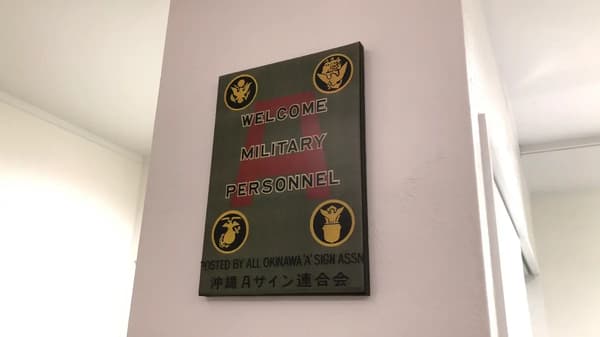 A
WELCOME
MILITARY
PERSONNEL
POSTED BY ALL OKINAWA 'A' SIGN ASSN
沖縄Aサイン連合会